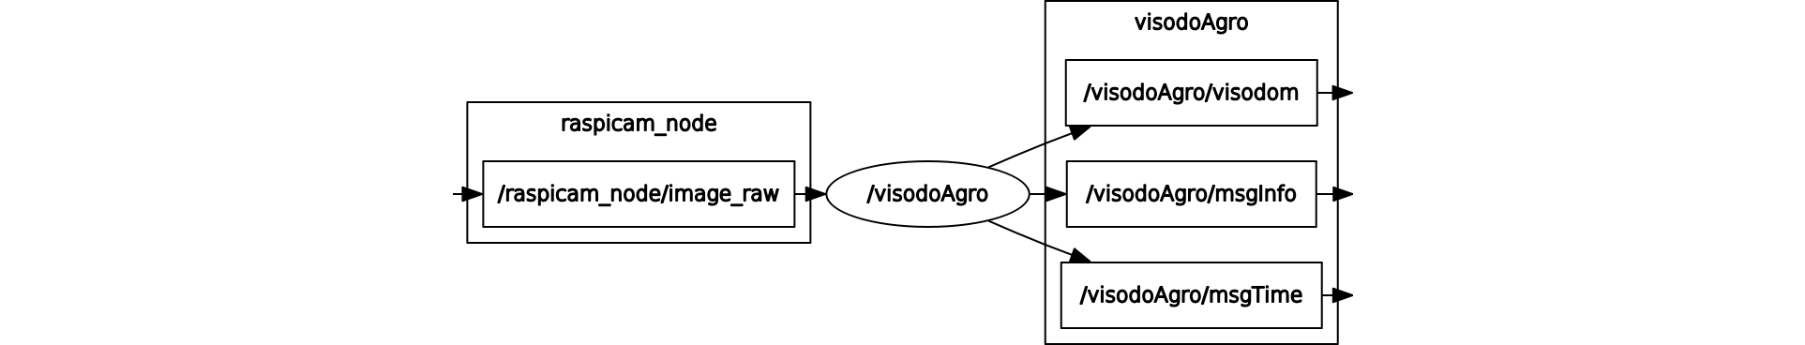 raspicam_node
/raspicam_node/image_raw
/visodoAgro
visodoAgro
/visodoAgro/visodom
/visodoAgro/msgInfo
/visodoAgro/msgTime